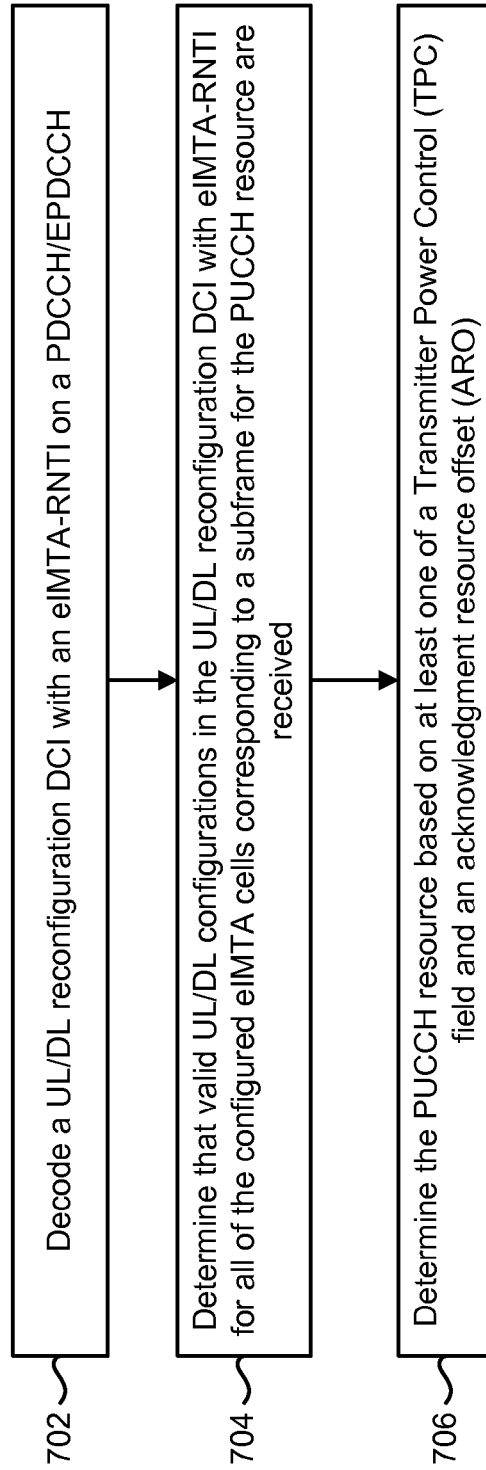 702
Decode a UL/DL reconfiguration DCI with an eIMTA-RNTI on a PDCCH/EPDCCH
704
Determine that valid UL/DL configurations in the UL/DL reconfiguration DCI with eIMTA-RNTI
for all of the configured eIMTA cells corresponding to a subframe for the PUCCH resource are
received
706
Determine the PUCCH resource based on at least one of a Transmitter Power Control (TPC)
field and an acknowledgment resource offset (ARO)